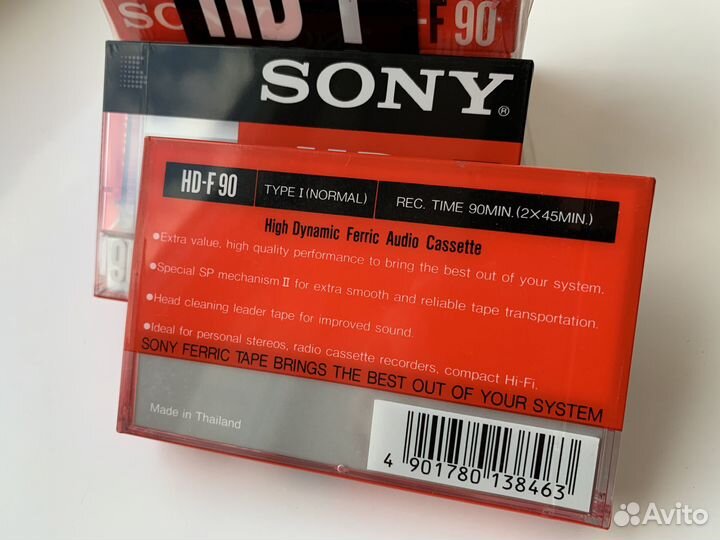 SONY HD-F 90
SONY®
HD-F 90 TYPE I (NORMAL) REC. TIME 90MIN. (2×45MIN.)
High Dynamic Ferric Audio Cassette
●Extra value, high quality performance to bring the best out of your system.
●Special SP mechanism II for extra smooth and reliable tape transportation.
●Head cleaning leader tape for improved sound.
●Ideal for personal stereos, radio cassette recorders, compact Hi-Fi.
SONY FERRIC TAPE BRINGS THE BEST OUT OF YOUR SYSTEM
Made in Thailand
4 901780 138463
Avito